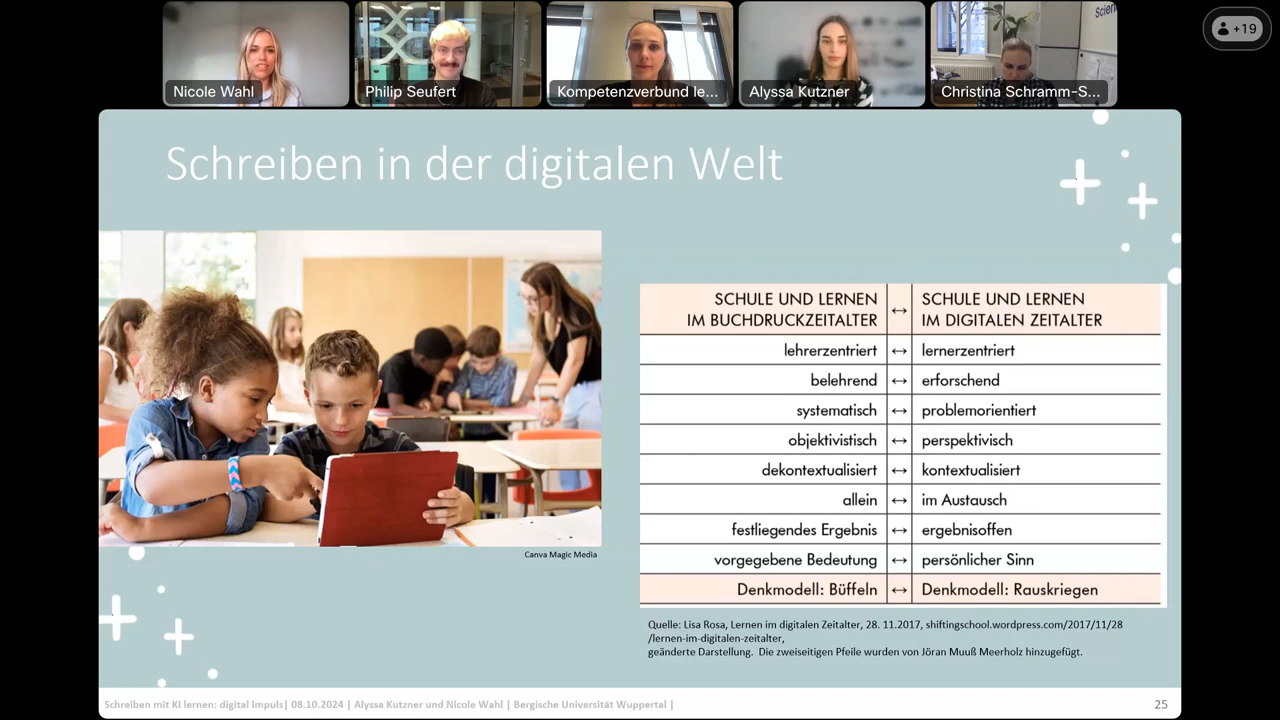 Scien
+19
Nicole Wahl
Philip Seufert
Kompetenzverbund le...
Alyssa Kutzner
Christina Schramm-S...
Schreiben in der digitalen Welt
Canva Magic Media
SCHULE UND LERNEN IM BUCHDRUCKZEITALTER ↔ SCHULE UND LERNEN IM DIGITALEN ZEITALTER
lehrerzentriert ↔ lernerzentriert
belehrend ↔ erforschend
systematisch ↔ problemorientiert
objektivistisch ↔ perspektivisch
dekontextualisiert ↔ kontextualisiert
allein ↔ im Austausch
festliegendes Ergebnis ↔ ergebnisoffen
vorgegebene Bedeutung ↔ persönlicher Sinn
Denkmodell: Büffeln ↔ Denkmodell: Rauskriegen
Quelle: Lisa Rosa, Lernen im digitalen Zeitalter, 28. 11.2017, shiftingschool.wordpress.com/2017/11/28
/lernen-im-digitalen-zeitalter,
geänderte Darstellung. Die zweiseitigen Pfeile wurden von Jöran Muuß Meerholz hinzugefügt.
Schreiben mit KI lernen: digital Impuls| 08.10.2024 | Alyssa Kutzner und Nicole Wahl | Bergische Universität Wuppertal |
25